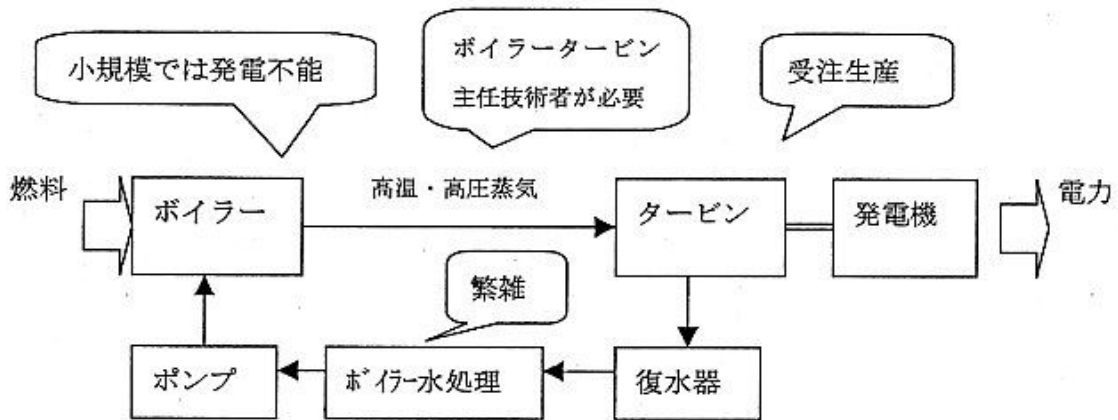 小規模では発電不能
ボイラータービン
主任技術者が必要
受注生産
燃料
ボイラー
高温・高圧蒸気
タービン
発電機
電力
繁雑
ポンプ
ﾎﾞｲﾗｰ水処理
復水器